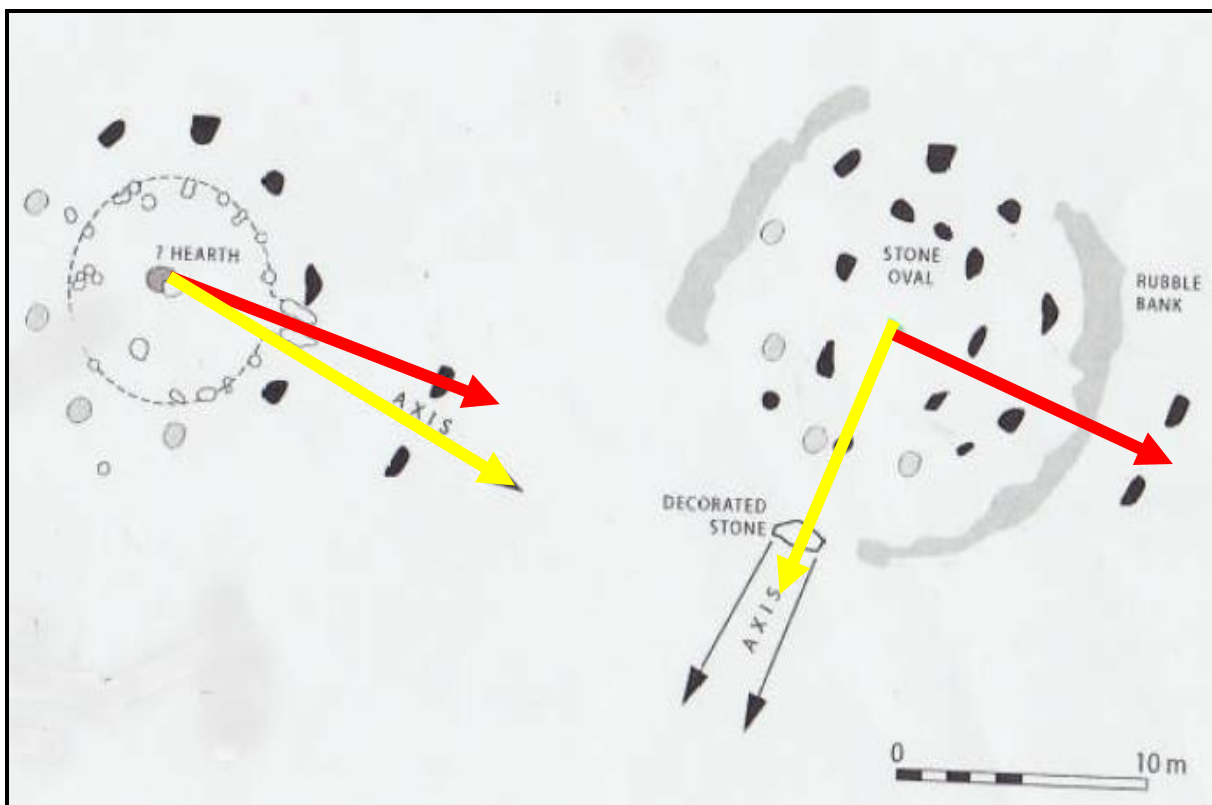 ? HEARTH
AXIS
STONE
OVAL
RUBBLE
BANK
DECORATED
STONE
AXIS
0 10 m